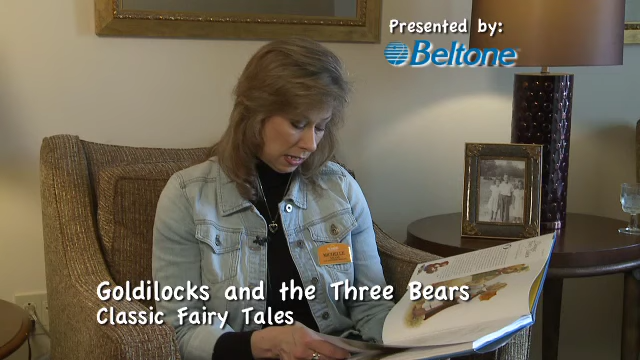 Presented by:
Beltone
Goldilocks and the Three Bears
Classic Fairy Tales